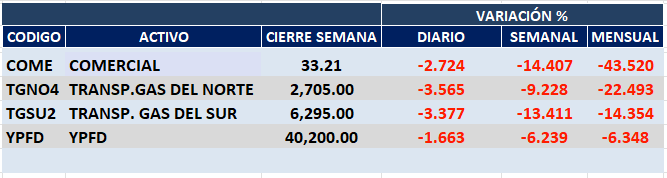 VARIACIÓN %
CODIGO ACTIVO CIERRE SEMANA DIARIO SEMANAL MENSUAL
COME COMERCIAL 33.21 -2.724 -14.407 -43.520
TGNO4 TRANSP.GAS DEL NORTE 2,705.00 -3.565 -9.228 -22.493
TGSU2 TRANSP. GAS DEL SUR 6,295.00 -3.377 -13.411 -14.354
YPFD YPFD 40,200.00 -1.663 -6.239 -6.348